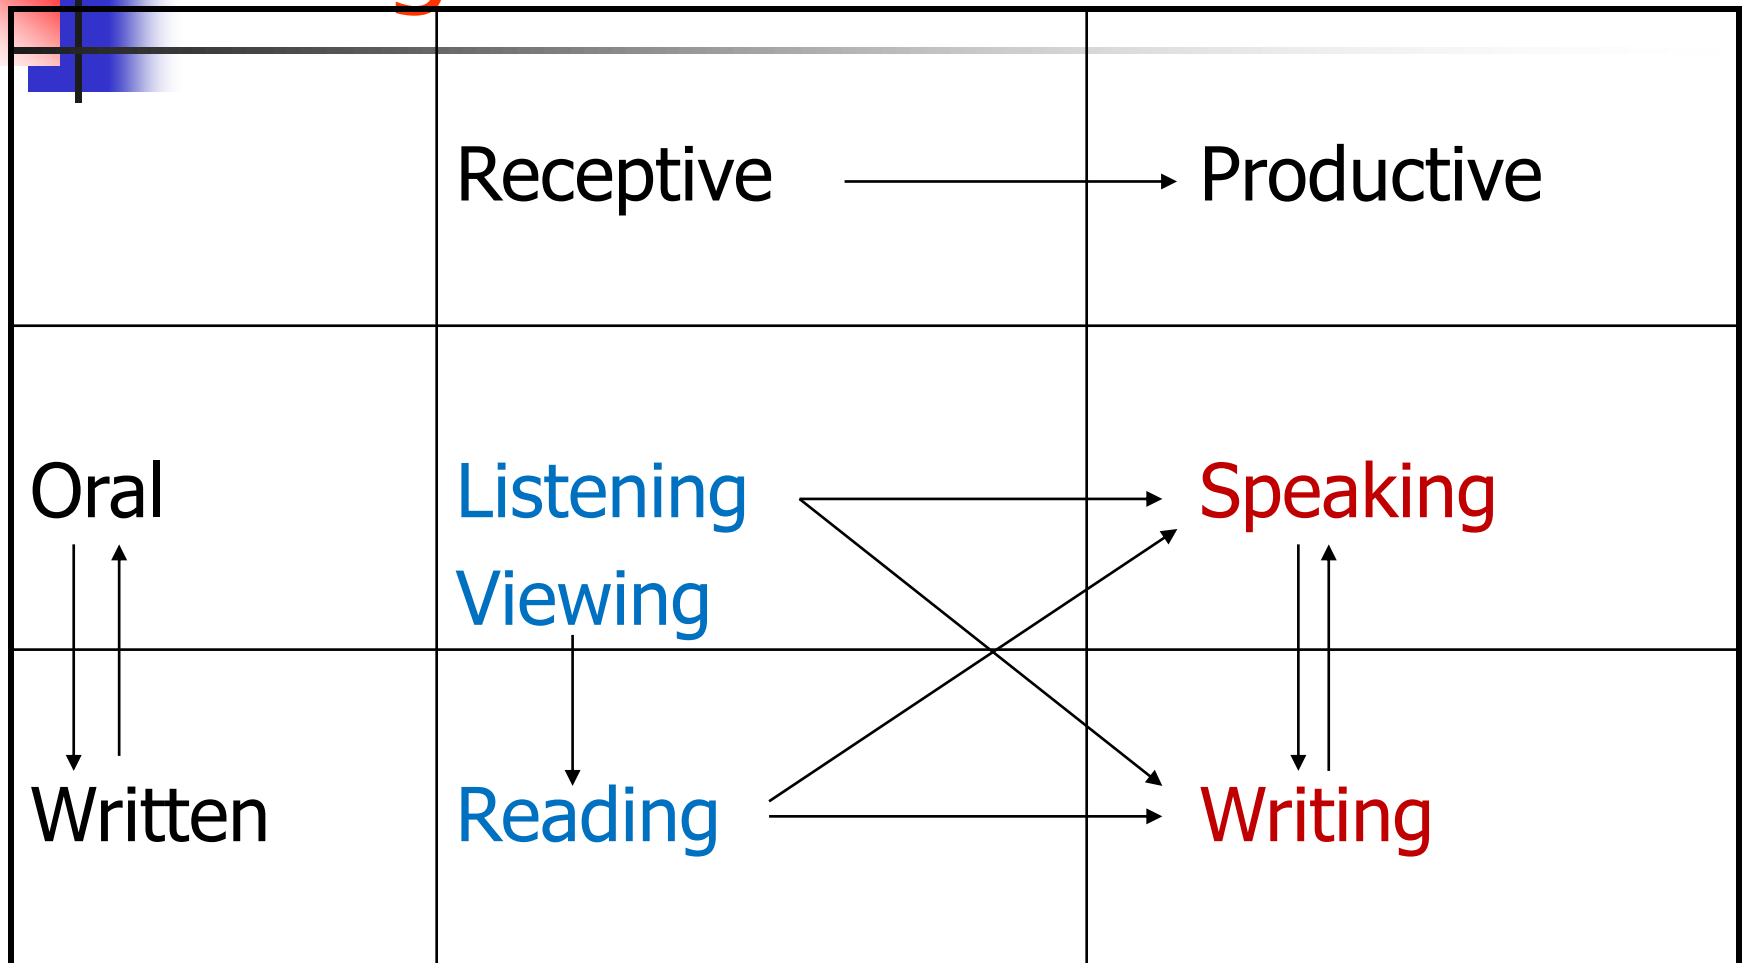 Receptive Productive
Oral Listening Speaking
Viewing
Written Reading Writing